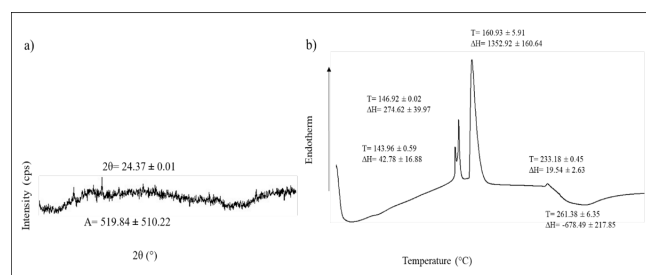 a)
Intensity (cps)
2θ= 24.37 ± 0.01
A= 519.84 ± 510.22
2θ (°)
b)
Endotherm
T= 160.93 ± 5.91
ΔH= 1352.92 ± 160.64
T= 146.92 ± 0.02
ΔH= 274.62 ± 39.97
T= 143.96 ± 0.59
ΔH= 42.78 ± 16.88
T= 233.18 ± 0.45
ΔH= 19.54 ± 2.63
T= 261.38 ± 6.35
ΔH= -678.49 ± 217.85
Temperature (°C)